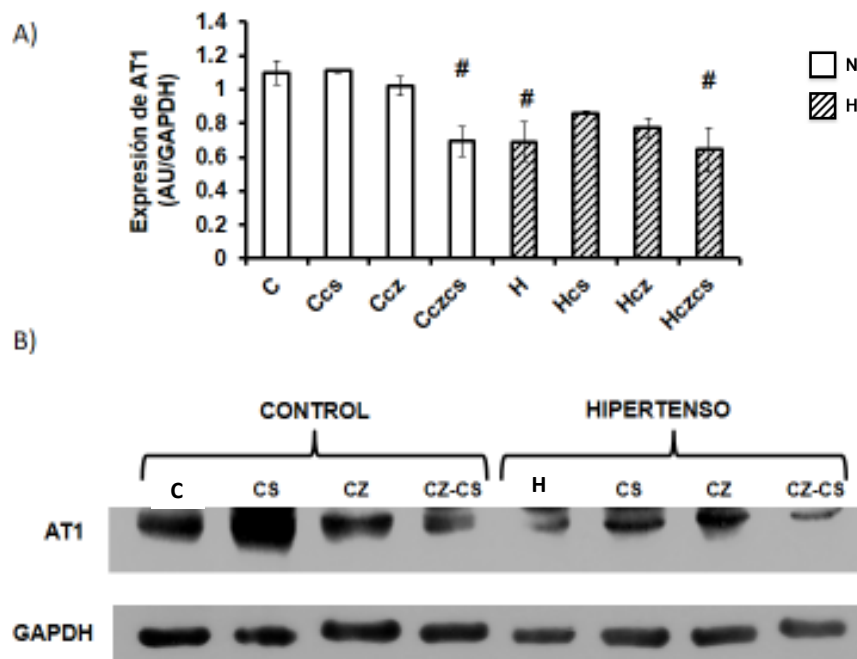 A)
Expresión de AT1
(AU/GAPDH)
1.4
1.2
1
0.8
0.6
0.4
0.2
0
#
#
#
C
Ccs
Ccz
Cczcs
H
Hcs
Hcz
Hczcs
N
H
B)
CONTROL
HIPERTENSO
C
CS
CZ
CZ-CS
H
CS
CZ
CZ-CS
AT1
GAPDH